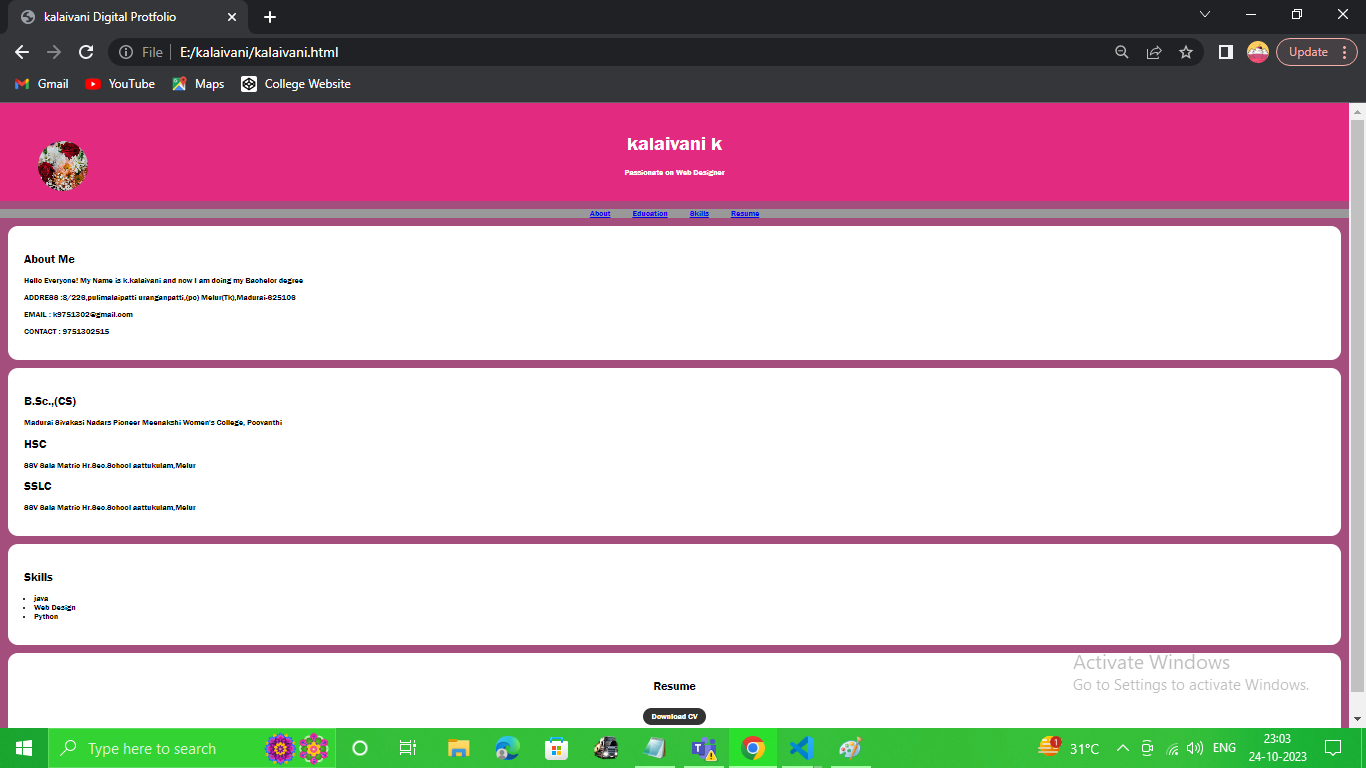 kalaivani Digital Protfolio
File
E:/kalaivani/kalaivani.html
Update
Gmail
YouTube
Maps
College Website
kalaivani k
Passionate on Web Designer
About Education Skills Resume
About Me
Hello Everyone! My Name is k.kalaivani and now I am doing my Bachelor degree
ADDRESS :S/226,pulimalaipatti uranganpatti,(po) Melur(Tk),Madurai-625106
EMAIL : k9751302@gmail.com
CONTACT : 9751302515
B.Sc.,(CS)
Madurai Sivakasi Nadars Pioneer Meenakshi Women's College, Poovanthi
HSC
SSV Sala Matric Hr.Sec.School aattukulam,Melur
SSLC
SSV Sala Matric Hr.Sec.School aattukulam,Melur
Skills
java
Web Design
Python
Resume
Download CV
Activate Windows
Go to Settings to activate Windows.
Type here to search
1
31°C
ENG
23:03
24-10-2023